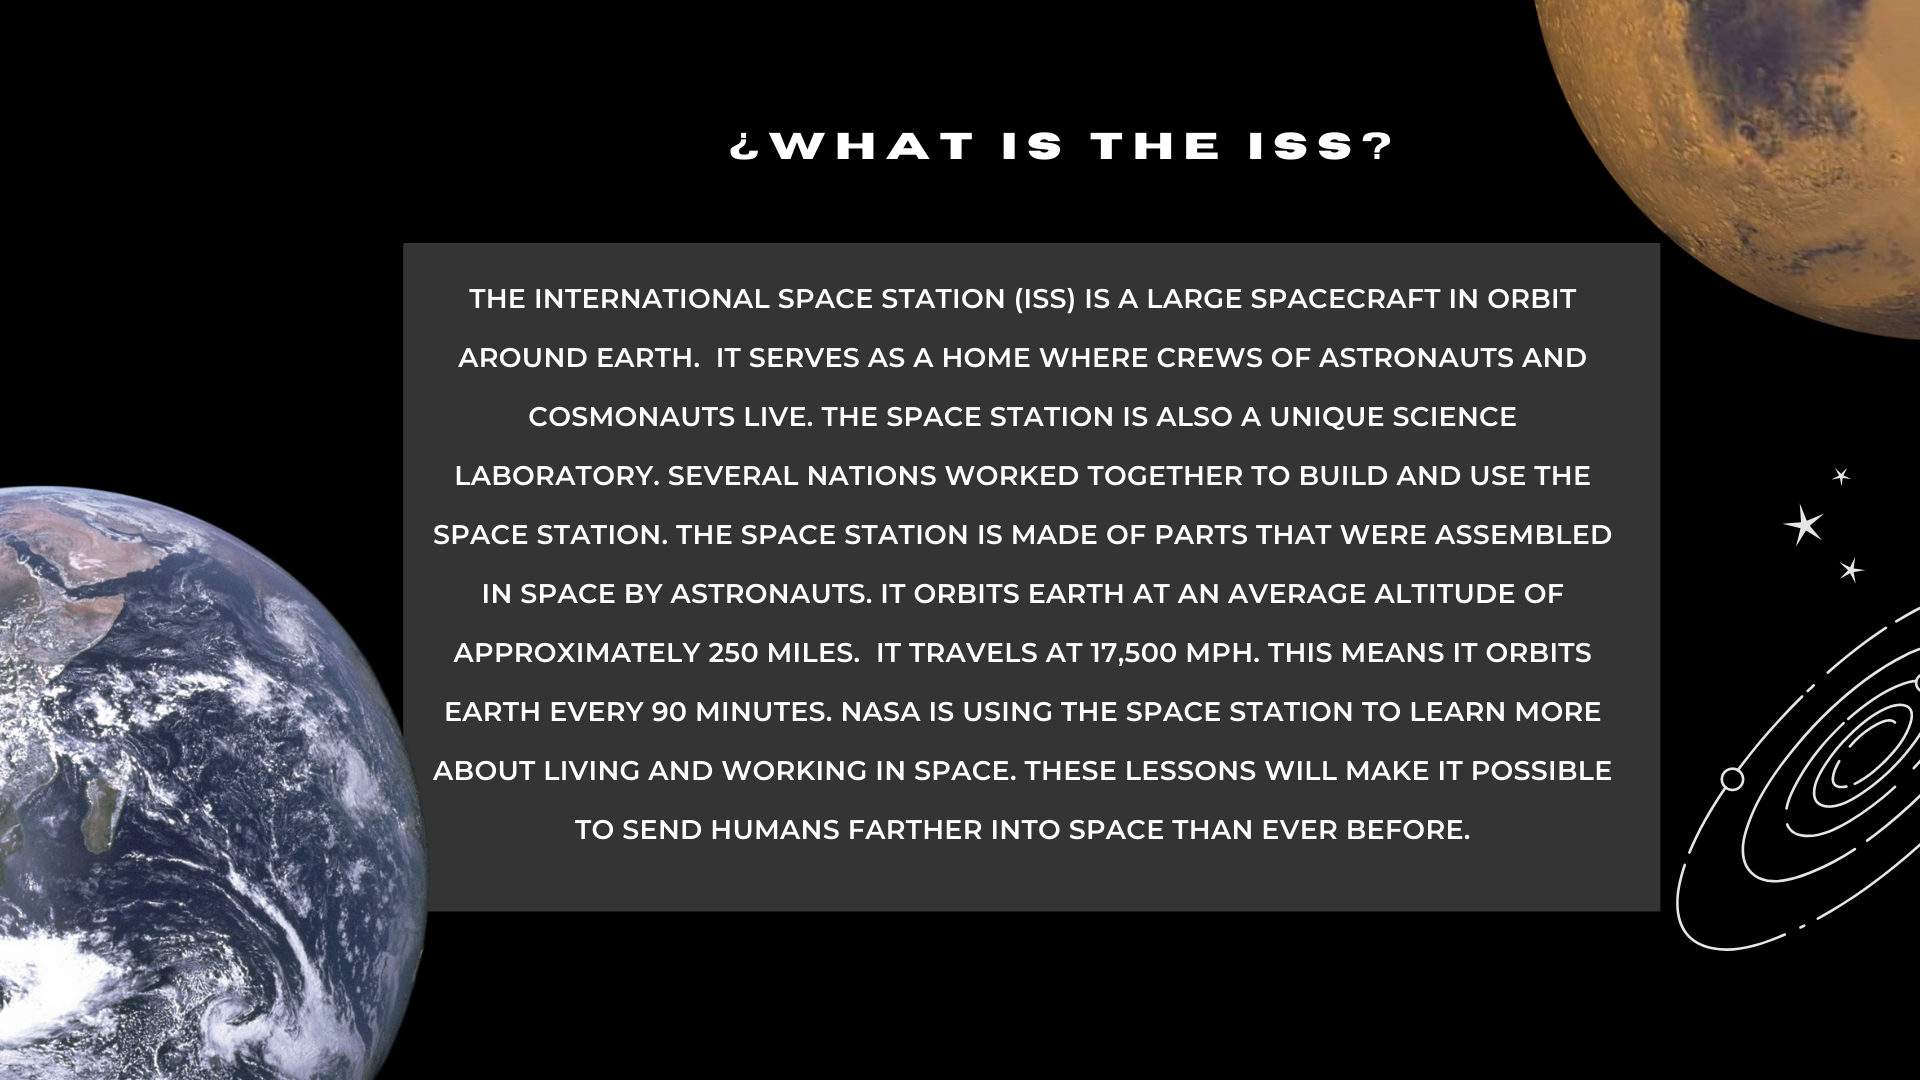 ¿WHAT IS THE ISS?
THE INTERNATIONAL SPACE STATION (ISS) IS A LARGE SPACECRAFT IN ORBIT
AROUND EARTH.  IT SERVES AS A HOME WHERE CREWS OF ASTRONAUTS AND
COSMONAUTS LIVE. THE SPACE STATION IS ALSO A UNIQUE SCIENCE
LABORATORY. SEVERAL NATIONS WORKED TOGETHER TO BUILD AND USE THE
SPACE STATION. THE SPACE STATION IS MADE OF PARTS THAT WERE ASSEMBLED
IN SPACE BY ASTRONAUTS. IT ORBITS EARTH AT AN AVERAGE ALTITUDE OF
APPROXIMATELY 250 MILES.  IT TRAVELS AT 17,500 MPH. THIS MEANS IT ORBITS
EARTH EVERY 90 MINUTES. NASA IS USING THE SPACE STATION TO LEARN MORE
ABOUT LIVING AND WORKING IN SPACE. THESE LESSONS WILL MAKE IT POSSIBLE
TO SEND HUMANS FARTHER INTO SPACE THAN EVER BEFORE.